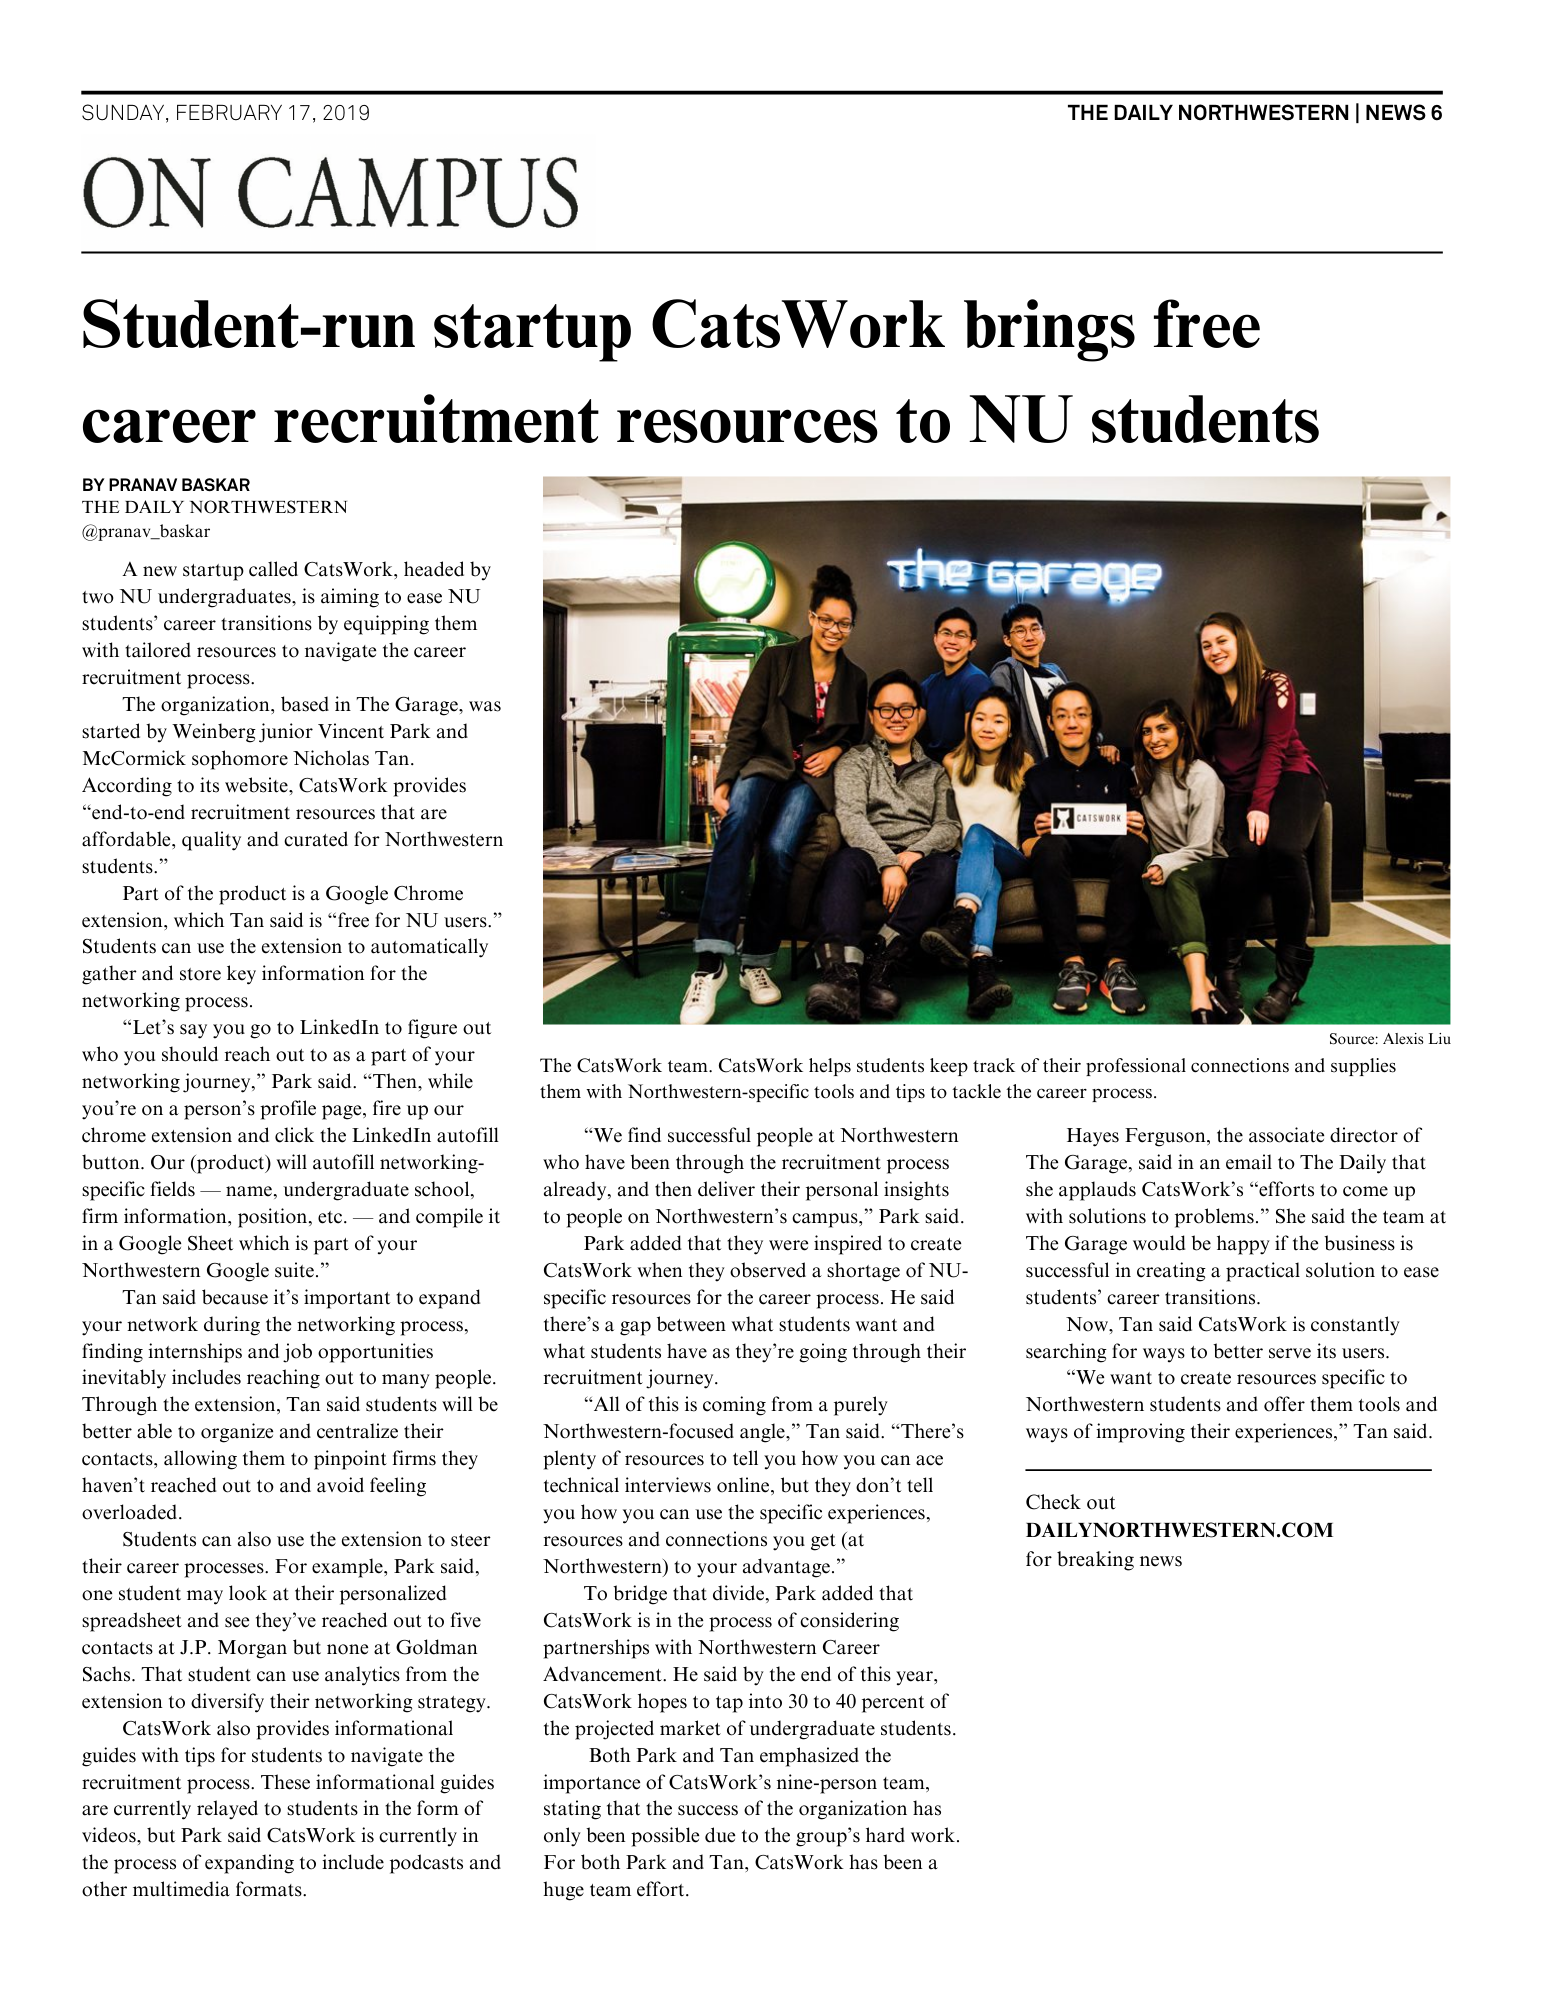 SUNDAY, FEBRUARY 17, 2019
THE DAILY NORTHWESTERN | NEWS 6
ON CAMPUS
Student-run startup CatsWork brings free
career recruitment resources to NU students
BY PRANAV BASKAR
THE DAILY NORTHWESTERN
@pranav_baskar
A new startup called CatsWork, headed by
two NU undergraduates, is aiming to ease NU
students’ career transitions by equipping them
with tailored resources to navigate the career
recruitment process.
The organization, based in The Garage, was
started by Weinberg junior Vincent Park and
McCormick sophomore Nicholas Tan.
According to its website, CatsWork provides
“end-to-end recruitment resources that are
affordable, quality and curated for Northwestern
students.”
Part of the product is a Google Chrome
extension, which Tan said is “free for NU users.”
Students can use the extension to automatically
gather and store key information for the
networking process.
“Let’s say you go to LinkedIn to figure out
who you should reach out to as a part of your
networking journey,” Park said. “Then, while
you’re on a person’s profile page, fire up our
chrome extension and click the LinkedIn autofill
button. Our (product) will autofill networking-
specific fields — name, undergraduate school,
firm information, position, etc. — and compile it
in a Google Sheet which is part of your
Northwestern Google suite.”
Tan said because it’s important to expand
your network during the networking process,
finding internships and job opportunities
inevitably includes reaching out to many people.
Through the extension, Tan said students will be
better able to organize and centralize their
contacts, allowing them to pinpoint firms they
haven’t reached out to and avoid feeling
overloaded.
Students can also use the extension to steer
their career processes. For example, Park said,
one student may look at their personalized
spreadsheet and see they’ve reached out to five
contacts at J.P. Morgan but none at Goldman
Sachs. That student can use analytics from the
extension to diversify their networking strategy.
CatsWork also provides informational
guides with tips for students to navigate the
recruitment process. These informational guides
are currently relayed to students in the form of
videos, but Park said CatsWork is currently in
the process of expanding to include podcasts and
other multimedia formats.
the Garage
garage
CATSWORK
Source: Alexis Liu
The CatsWork team. CatsWork helps students keep track of their professional connections and supplies
them with Northwestern-specific tools and tips to tackle the career process.
“We find successful people at Northwestern
who have been through the recruitment process
already, and then deliver their personal insights
to people on Northwestern’s campus,” Park said.
Park added that they were inspired to create
CatsWork when they observed a shortage of NU-
specific resources for the career process. He said
there’s a gap between what students want and
what students have as they’re going through their
recruitment journey.
“All of this is coming from a purely
Northwestern-focused angle,” Tan said. “There’s
plenty of resources to tell you how you can ace
technical interviews online, but they don’t tell
you how you can use the specific experiences,
resources and connections you get (at
Northwestern) to your advantage.”
To bridge that divide, Park added that
CatsWork is in the process of considering
partnerships with Northwestern Career
Advancement. He said by the end of this year,
CatsWork hopes to tap into 30 to 40 percent of
the projected market of undergraduate students.
Both Park and Tan emphasized the
importance of CatsWork’s nine-person team,
stating that the success of the organization has
only been possible due to the group’s hard work.
For both Park and Tan, CatsWork has been a
huge team effort.
Hayes Ferguson, the associate director of
The Garage, said in an email to The Daily that
she applauds CatsWork’s “efforts to come up
with solutions to problems.” She said the team at
The Garage would be happy if the business is
successful in creating a practical solution to ease
students’ career transitions.
Now, Tan said CatsWork is constantly
searching for ways to better serve its users.
“We want to create resources specific to
Northwestern students and offer them tools and
ways of improving their experiences,” Tan said.
Check out
DAILYNORTHWESTERN.COM
for breaking news